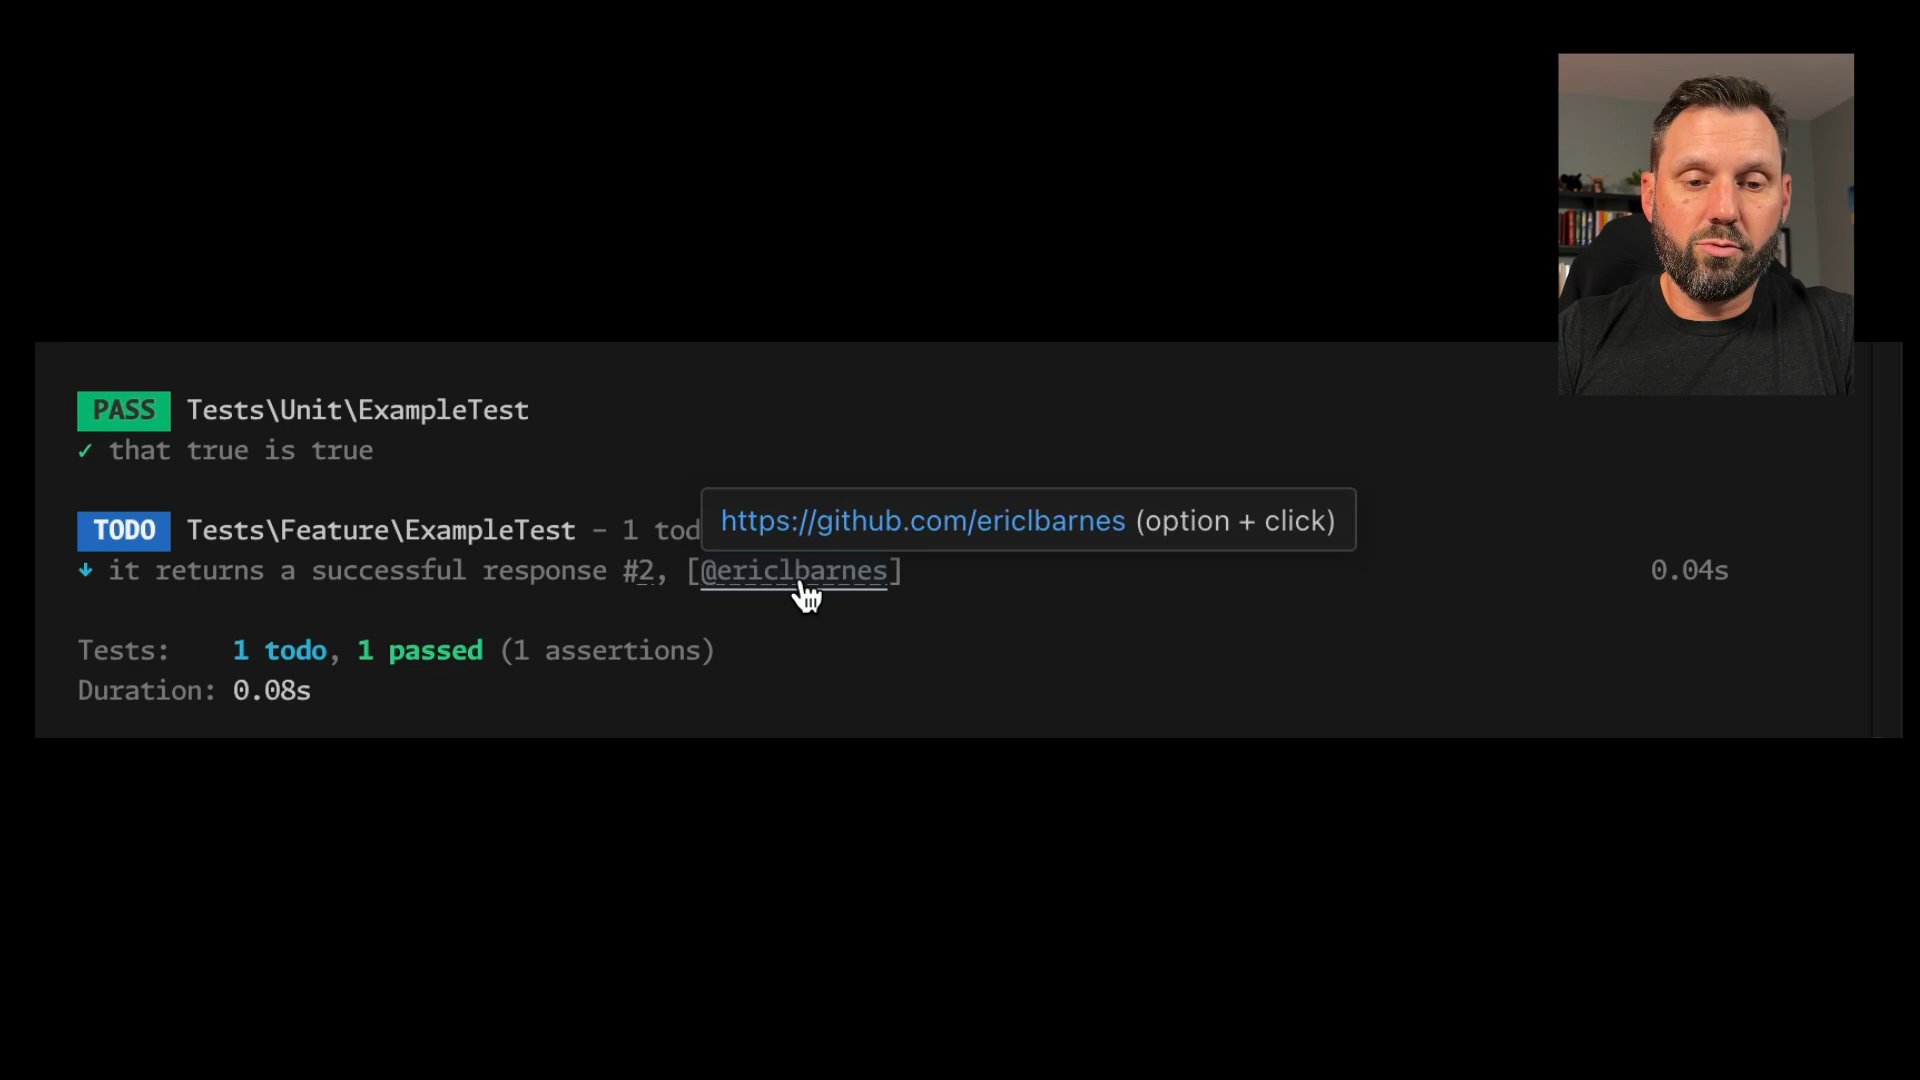 PASS Tests\Unit\ExampleTest
✓ that true is true
https://github.com/ericlbarnes (option + click)
TODO Tests\Feature\ExampleTest – 1 tod
↓ it returns a successful response #2, [@ericlbarnes] 0.04s
Tests: 1 todo, 1 passed (1 assertions)
Duration: 0.08s